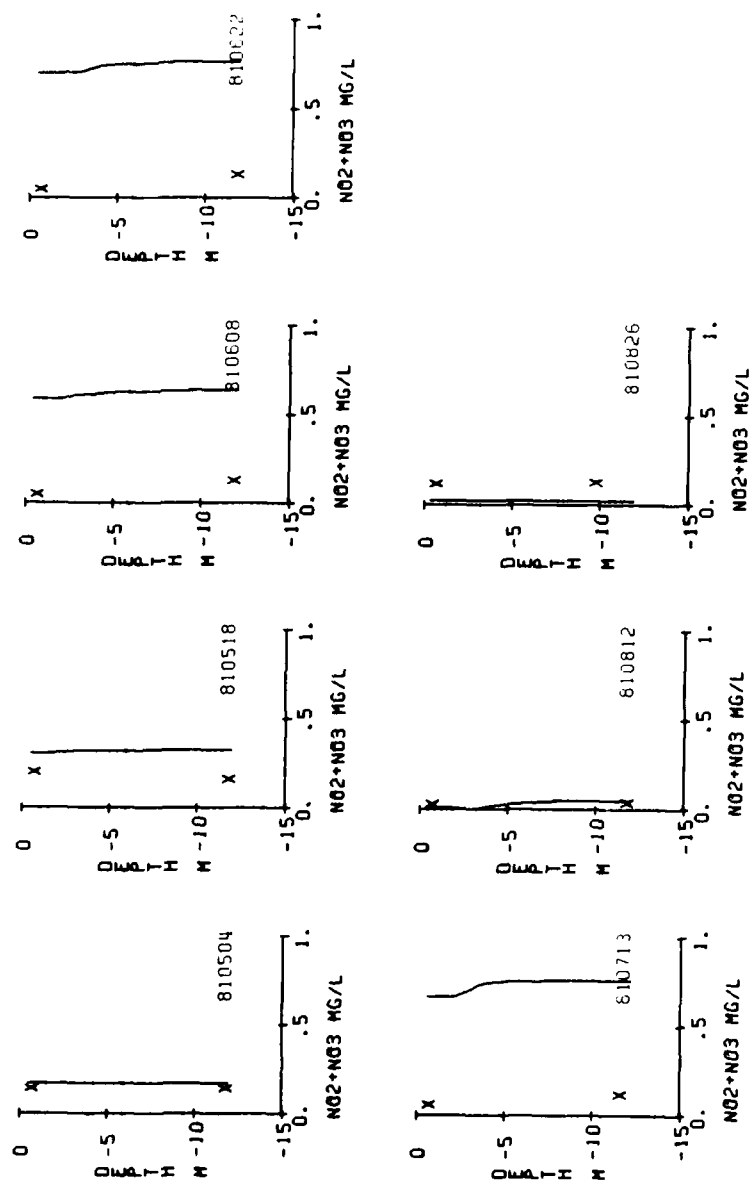 0
-5
-10
-15
DEPTH M
0. .5 1.
NO2+NO3 MG/L
810504
0
-5
-10
-15
DEPTH M
0. .5 1.
NO2+NO3 MG/L
810518
0
-5
-10
-15
DEPTH M
0. .5 1.
NO2+NO3 MG/L
810608
0
-5
-10
-15
DEPTH M
0. .5 1.
NO2+NO3 MG/L
810622
0
-5
-10
-15
DEPTH M
0. .5 1.
NO2+NO3 MG/L
810713
0
-5
-10
-15
DEPTH M
0. .5 1.
NO2+NO3 MG/L
810812
0
-5
-10
-15
DEPTH M
0. .5 1.
NO2+NO3 MG/L
810826